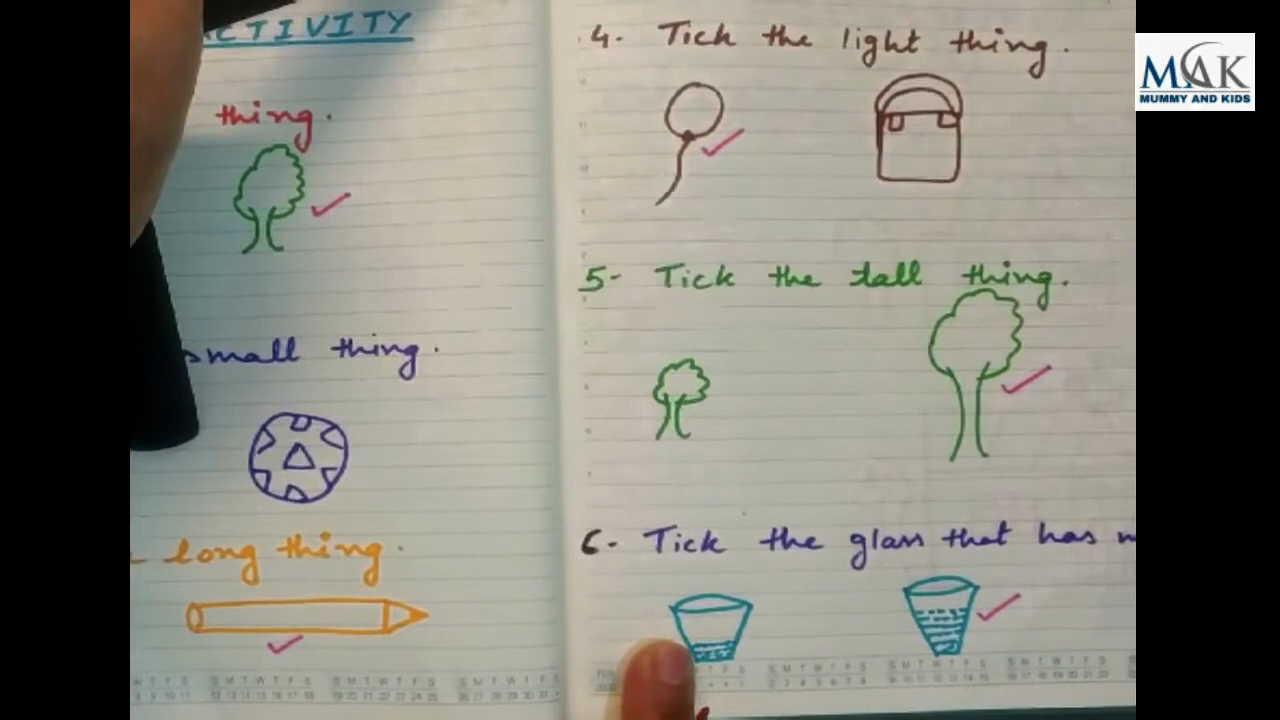 ACTIVITY
thing.
small thing.
long thing.
4- Tick the light thing.
5- Tick the tall thing.
6- Tick the glass that has
MAK
MUMMY AND KIDS